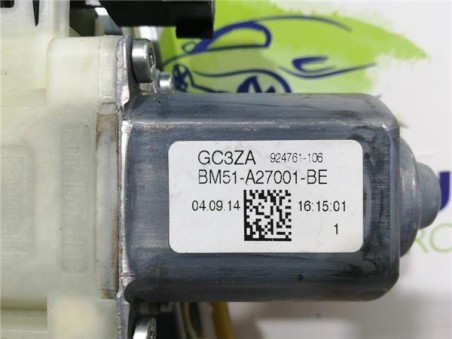 GC3ZA 924761-106
BM51-A27001-BE
04.09.14 16:15:01
1